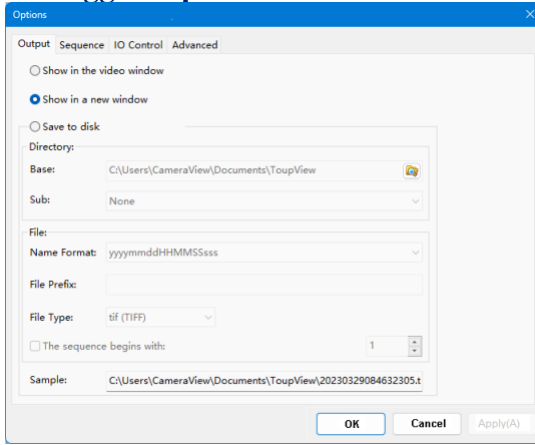 Options
Output Sequence IO Control Advanced
Show in the video window
Show in a new window
Save to disk
Directory:
Base: C:\Users\CameraView\Documents\ToupView
Sub: None
File:
Name Format: yyyymmddHHMMSSsss
File Prefix:
File Type: tif (TIFF)
The sequence begins with: 1
Sample: C:\Users\CameraView\Documents\ToupView\20230329084632305.t
OK Cancel Apply(A)